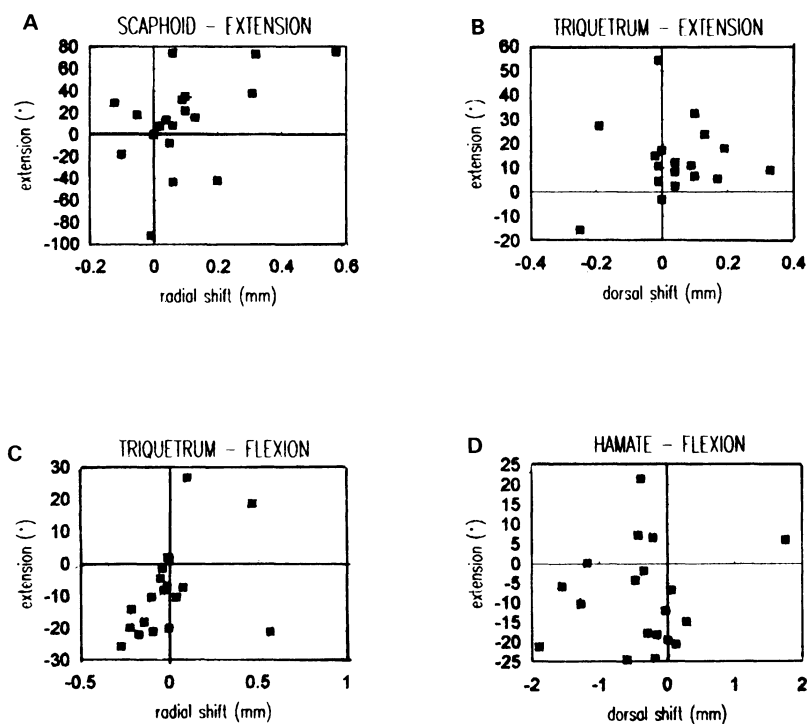 A
SCAPHOID - EXTENSION
80
60
40
20
0
-20
-40
-60
-80
-100
extension (°)
-0.2 0 0.2 0.4 0.6
radial shift (mm)
B
TRIQUETRUM - EXTENSION
60
50
40
30
20
10
0
-10
-20
extension (°)
-0.4 -0.2 0 0.2 0.4
dorsal shift (mm)
C
TRIQUETRUM - FLEXION
30
20
10
0
-10
-20
-30
extension (°)
-0.5 0 0.5 1
radial shift (mm)
D
HAMATE - FLEXION
25
20
15
10
5
0
-5
-10
-15
-20
-25
extension (°)
-2 -1 0 1 2
dorsal shift (mm)